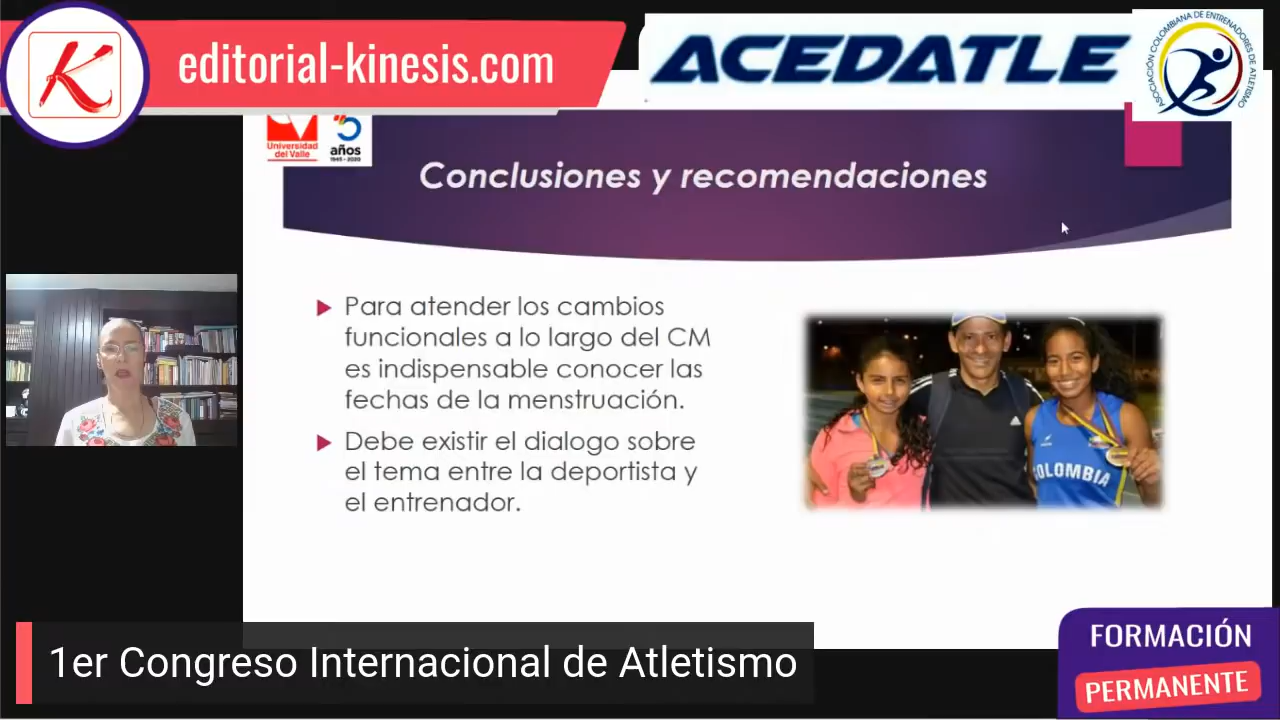 K
editorial-kinesis.com
ACEDATLE
ASOCIACIÓN COLOMBIANA DE ENTRENADORES DE ATLETISMO
Universidad
del Valle
años
1945 - 2020
Conclusiones y recomendaciones
Para atender los cambios
funcionales a lo largo del CM
es indispensable conocer las
fechas de la menstruación.
Debe existir el dialogo sobre
el tema entre la deportista y
el entrenador.
COLOMBIA
1er Congreso Internacional de Atletismo
FORMACIÓN
PERMANENTE